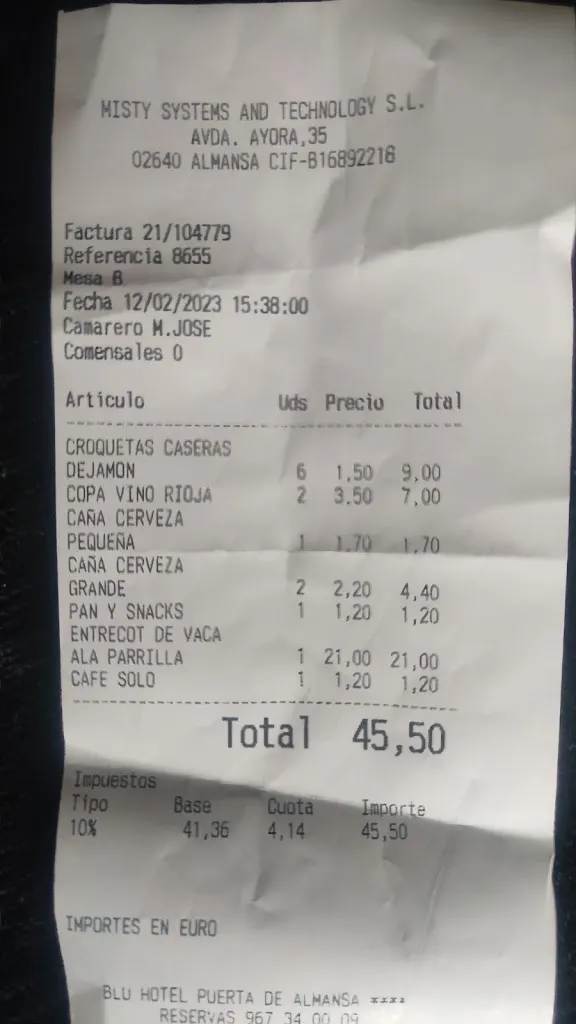 MISTY SYSTEMS AND TECHNOLOGY S.L.
AVDA. AYORA,35
02640 ALMANSA CIF-B16892218
Factura 21/104779
Referencia 8655
Mesa B
Fecha 12/02/2023 15:38:00
Camarero M.JOSE
Comensales 0
Artículo Uds Precio Total
CROQUETAS CASERAS
DEJAMON 6 1,50 9,00
COPA VINO RIOJA 2 3,50 7,00
CAÑA CERVEZA
PEQUEÑA 1 1,70 1,70
CAÑA CERVEZA
GRANDE 2 2,20 4,40
PAN Y SNACKS 1 1,20 1,20
ENTRECOT DE VACA
ALA PARRILLA 1 21,00 21,00
CAFE SOLO 1 1,20 1,20
Total 45,50
Impuestos
Tipo Base Cuota Importe
10% 41,36 4,14 45,50
IMPORTES EN EURO
BLU HOTEL PUERTA DE ALMANSA ****
RESERVAS 967 34 00 09